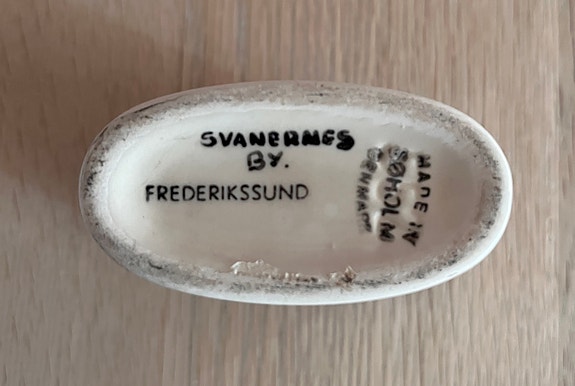 SVANERNES
BY.
FREDERIKSSUND
MADE IN
SØHOLM
DENMARK